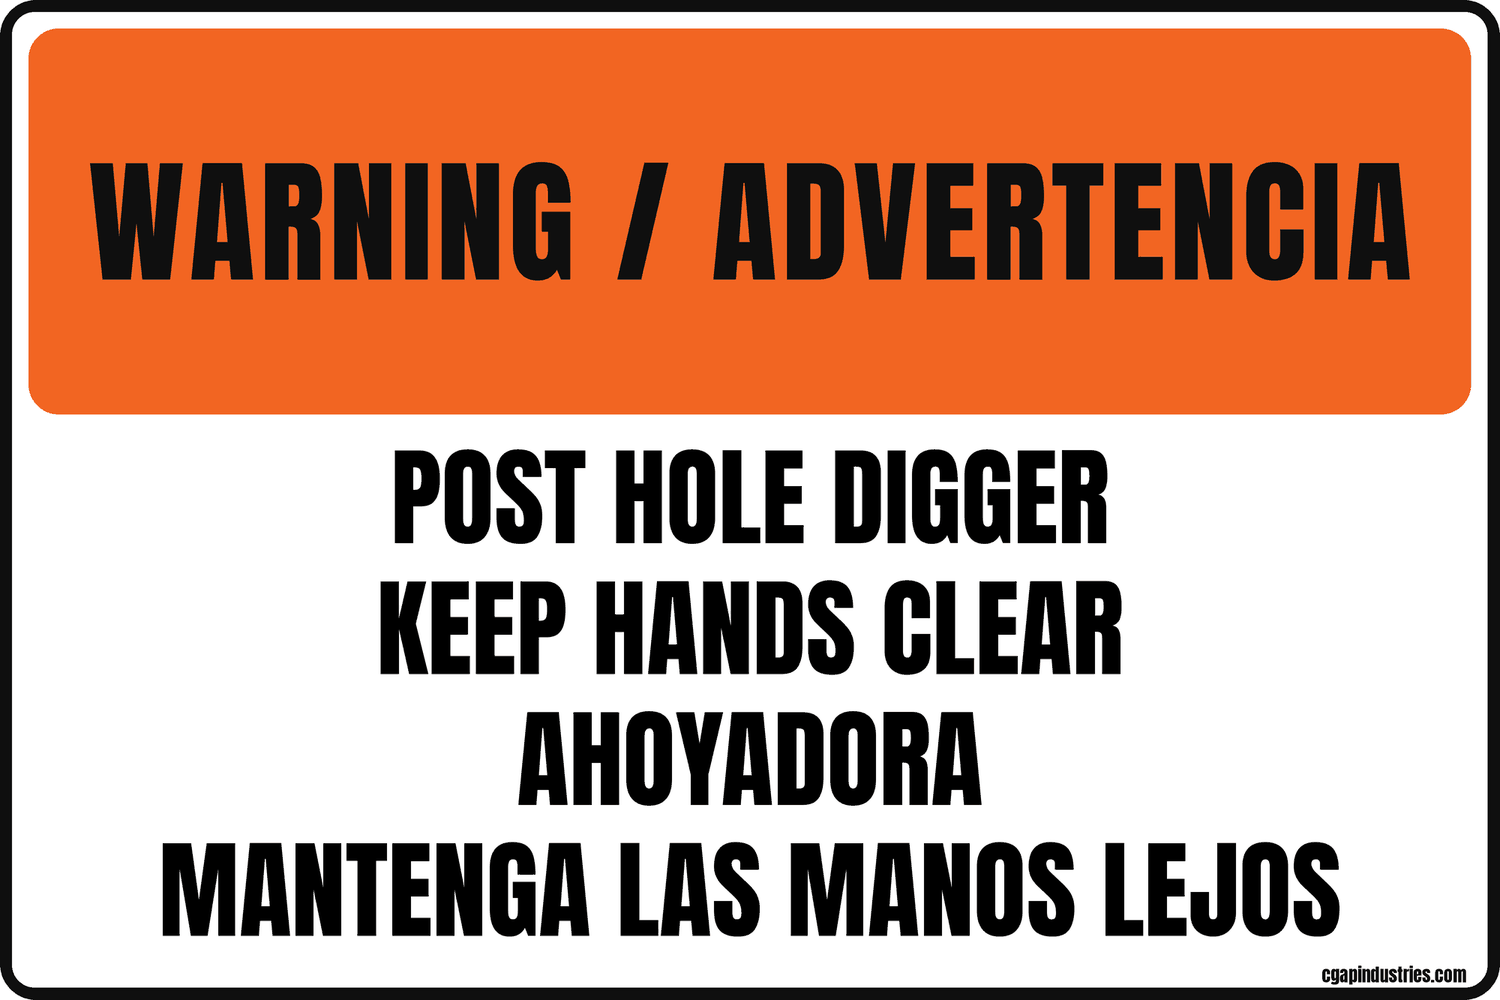 WARNING / ADVERTENCIA
POST HOLE DIGGER
KEEP HANDS CLEAR
AHOYADORA
MANTENGA LAS MANOS LEJOS
cgapindustries.com